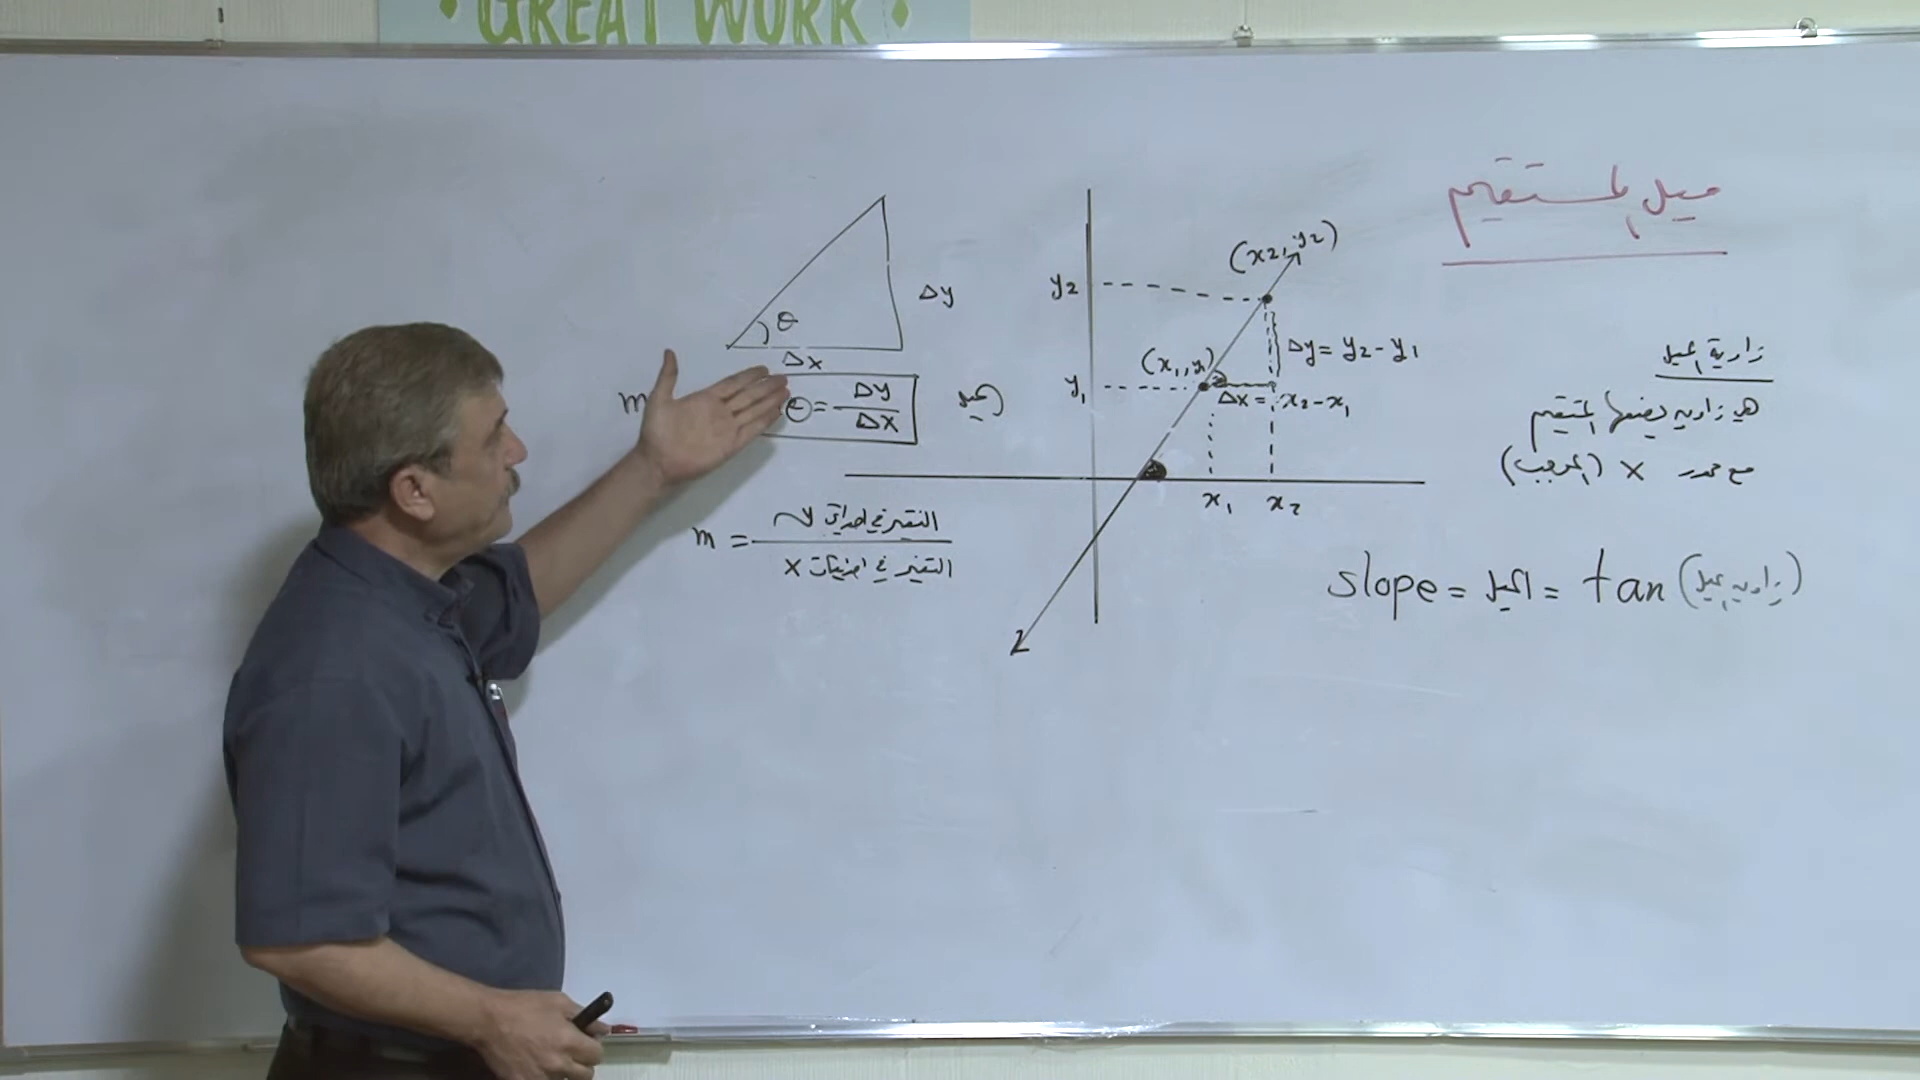 GREAT WORK
ميل المستقيم
زاوية الميل
هي زاوية يصنعها المستقيم
مع محور x (الموجب)
slope = الميل = tan (زاوية الميل)
(x2, y2)
y2
Δy = y2 - y1
(x1, y1)
y1
Δx = x2 - x1
x1 x2
L
θ
Δy
Δx
m
θ = Δy / Δx
الميل
m = التغير في احداثي y
التغير في احداثيات x